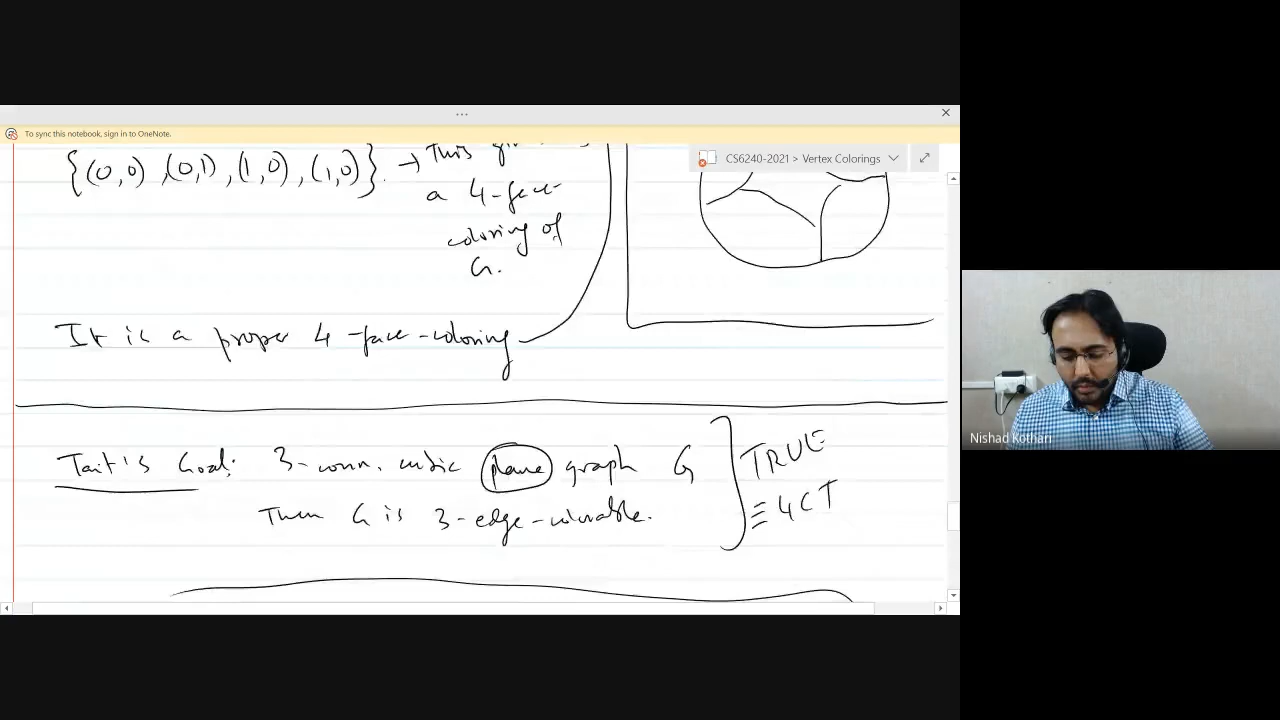 To sync this notebook, sign in to OneNote.
CS6240-2021 > Vertex Colorings
{(0,0), (0,1), (1,0), (1,0)}. → This
a 4-face-
coloring of
G.
It is a proper 4-face-coloring
Tait's Goal: 3-conn. cubic plane graph G
Then G is 3-edge-colorable.
TRUE
≡ 4CT
Nishad Kothari